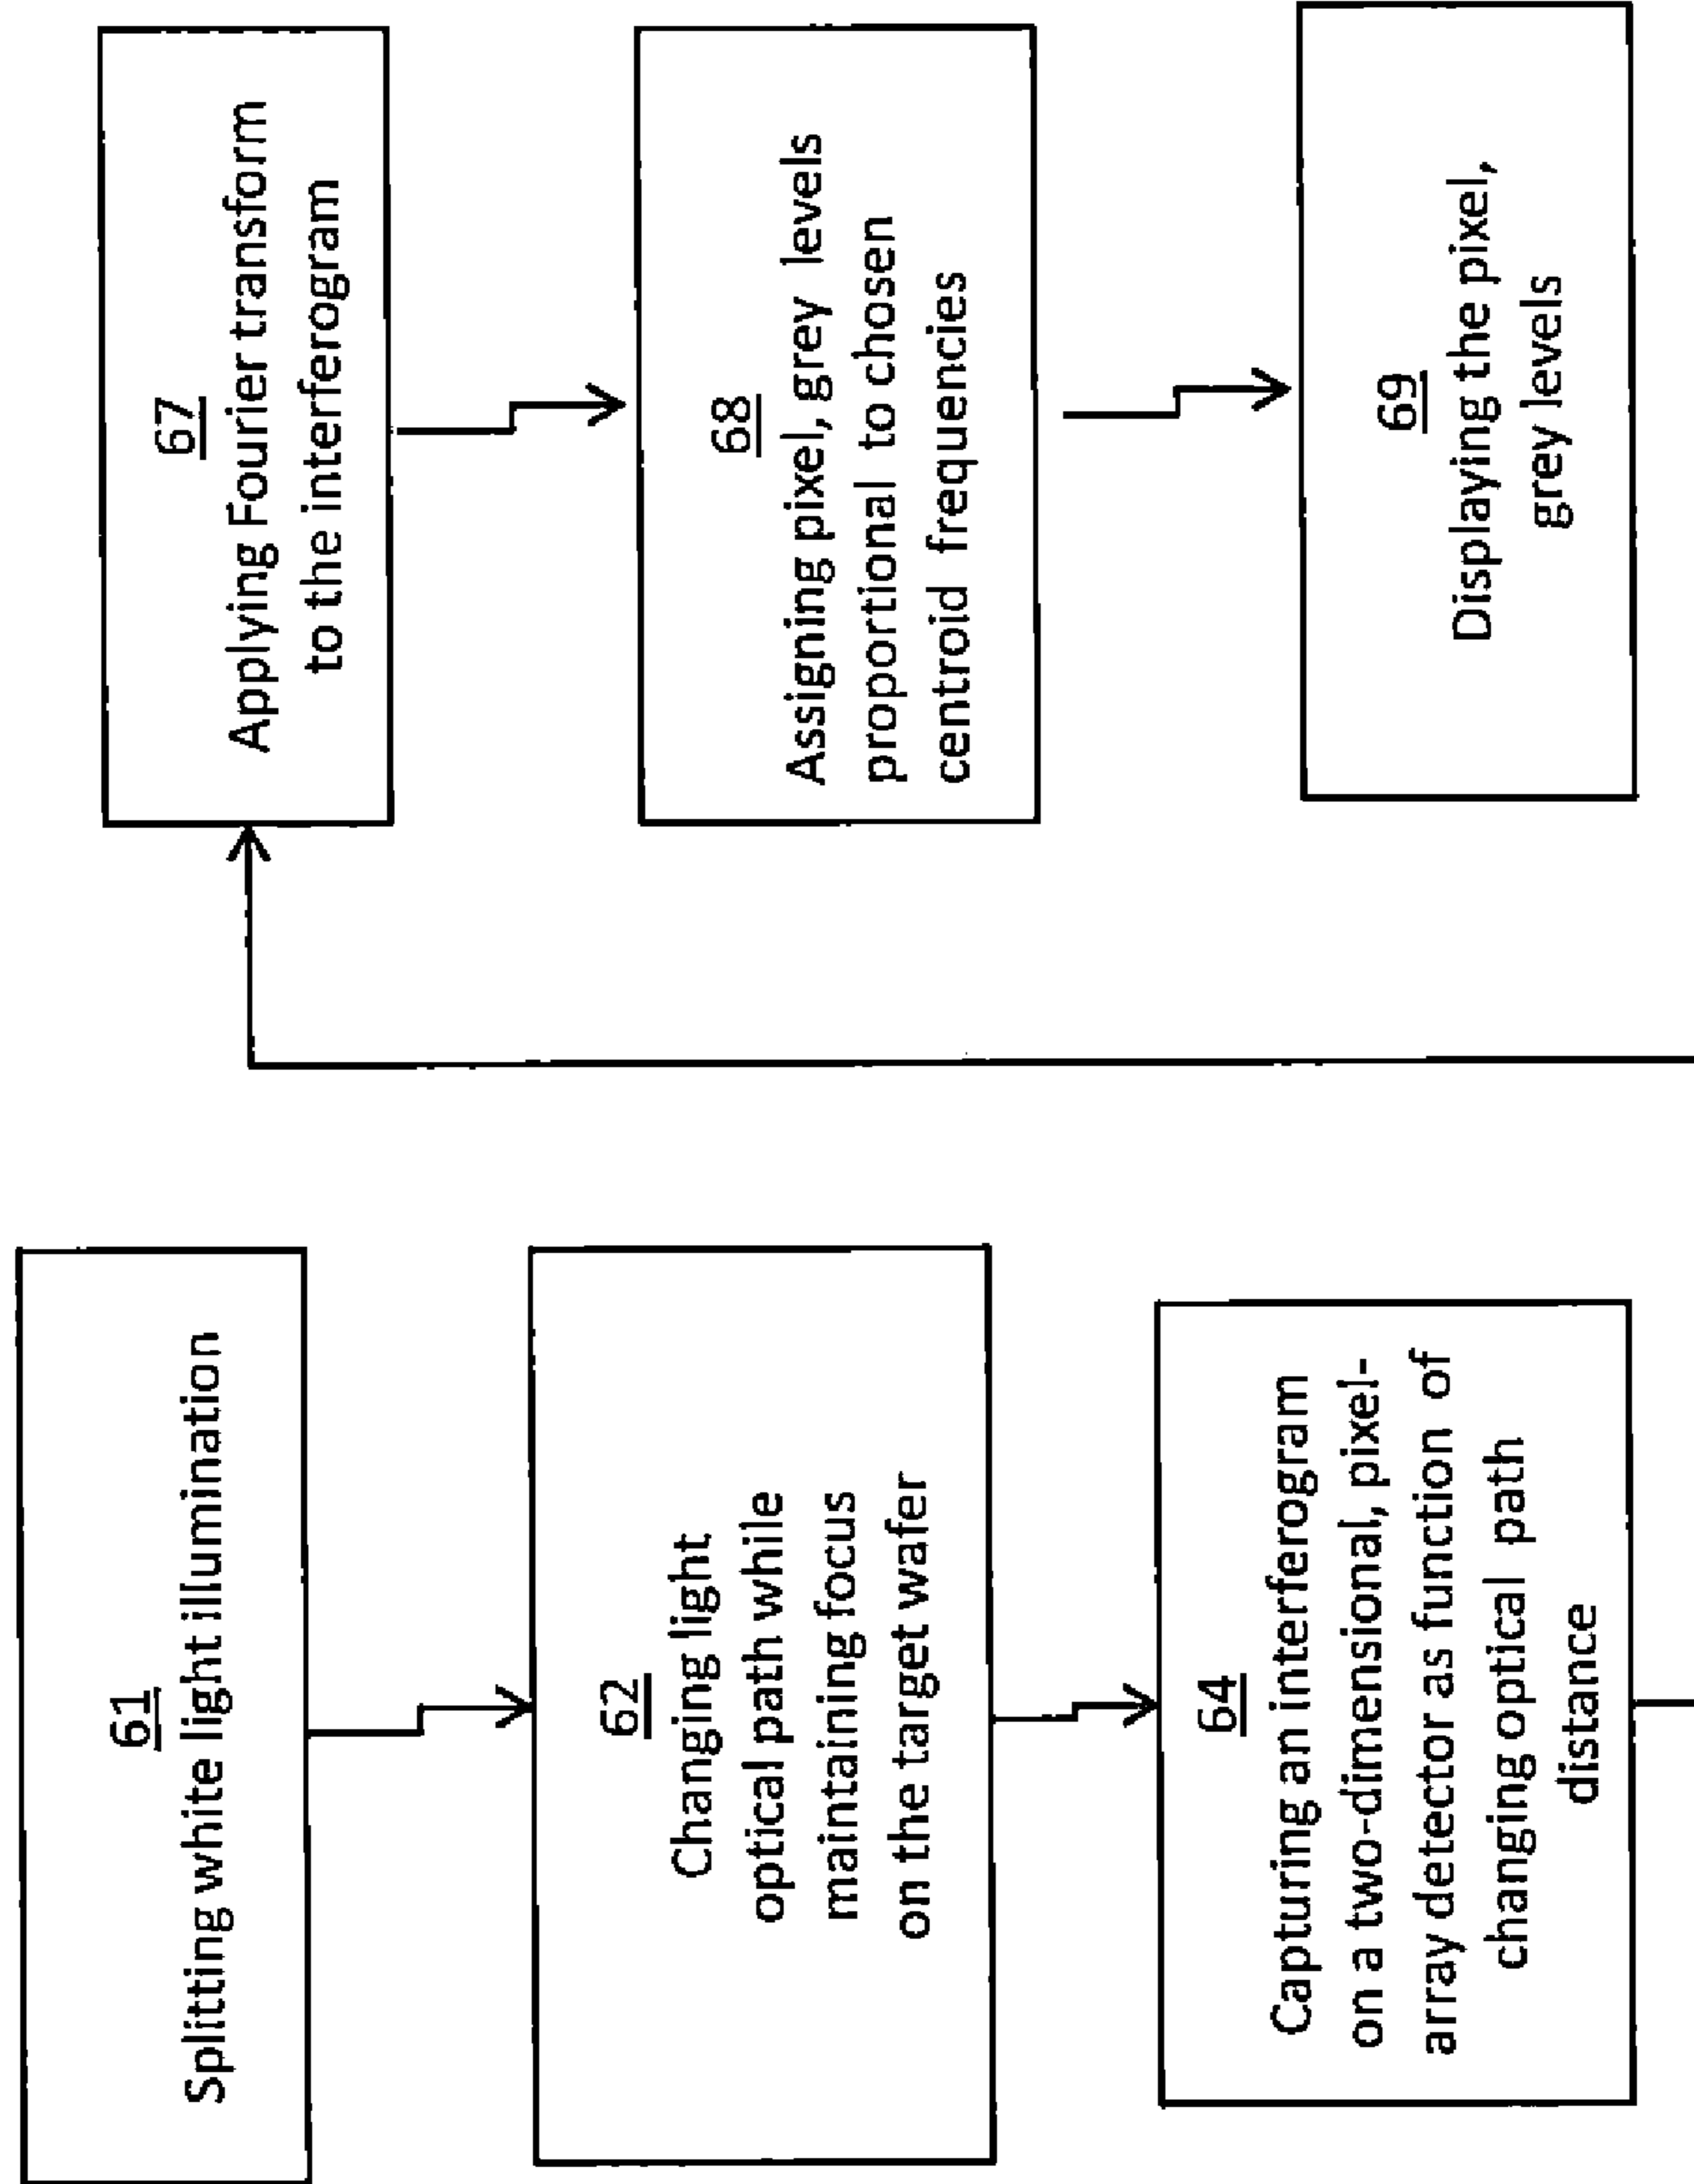 61
Splitting white light illumination
62
Changing light
optical path while
maintaining focus
on the target wafer
64
Capturing an interferogram
on a two-dimensional, pixel-
array detector as function of
changing optical path
distance
67
Applying Fourier transform
to the interferogram
68
Assigning pixel, grey levels
proportional to chosen
centroid frequencies
69
Displaying the pixel,
grey levels